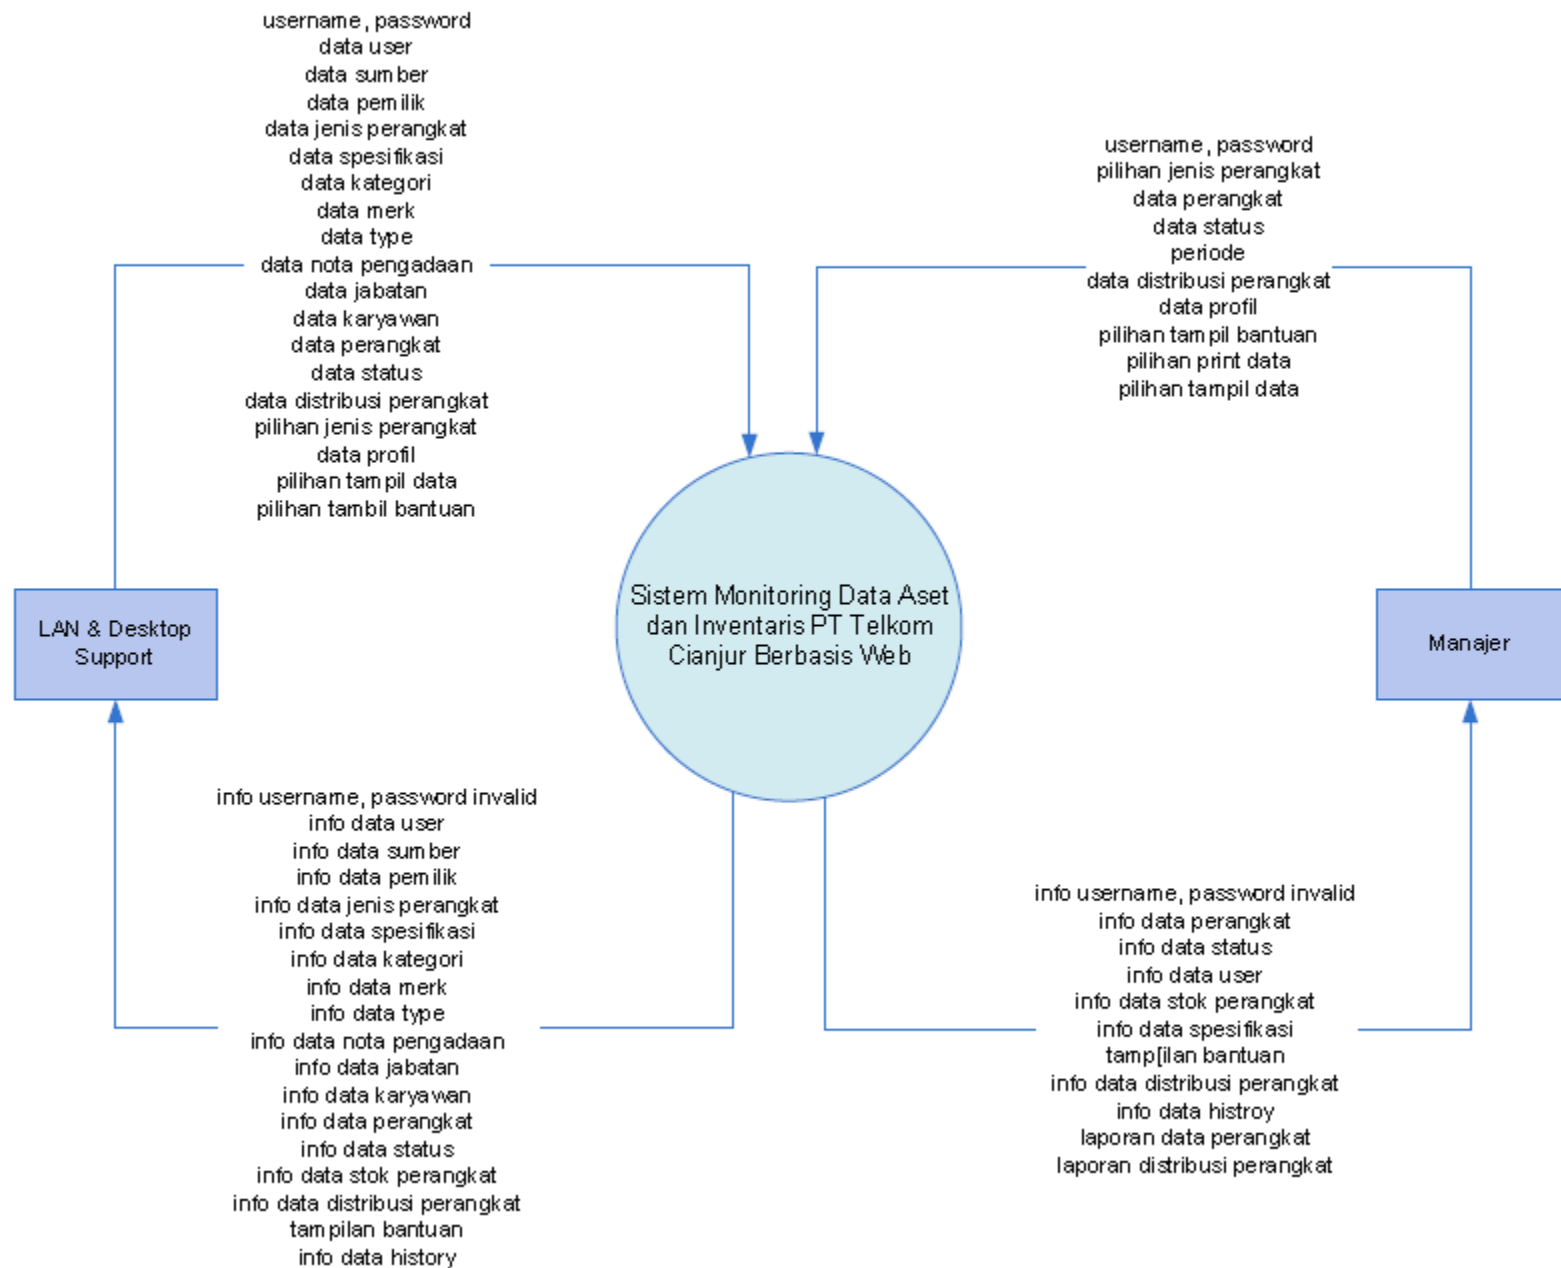 username, password
data user
data sumber
data pemilik
data jenis perangkat
data spesifikasi
data kategori
data merk
data type
data nota pengadaan
data jabatan
data karyawan
data perangkat
data status
data distribusi perangkat
pilihan jenis perangkat
data profil
pilihan tampil data
pilihan tambil bantuan
username, password
pilihan jenis perangkat
data perangkat
data status
periode
data distribusi perangkat
data profil
pilihan tampil bantuan
pilihan print data
pilihan tampil data
LAN & Desktop
Support
Sistem Monitoring Data Aset
dan Inventaris PT Telkom
Cianjur Berbasis Web
Manajer
info username, password invalid
info data user
info data sumber
info data pemilik
info data jenis perangkat
info data spesifikasi
info data kategori
info data merk
info data type
info data nota pengadaan
info data jabatan
info data karyawan
info data perangkat
info data status
info data stok perangkat
info data distribusi perangkat
tampilan bantuan
info data history
info username, password invalid
info data perangkat
info data status
info data user
info data stok perangkat
info data spesifikasi
tamp[ilan bantuan
info data distribusi perangkat
info data histroy
laporan data perangkat
laporan distribusi perangkat